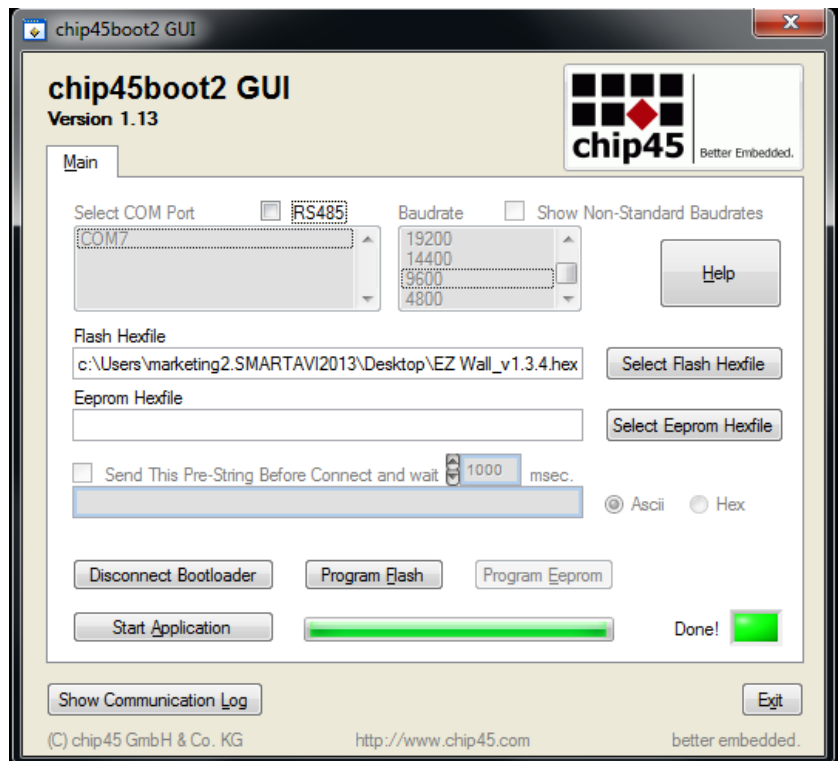 chip45boot2 GUI
chip45boot2 GUI
Version 1.13
chip45
Better Embedded.
Main
Select COM Port RS485 Baudrate Show Non-Standard Baudrates
COM7
19200
14400
9600
4800
Help
Flash Hexfile
c:\Users\marketing2.SMARTAVI2013\Desktop\EZ Wall_v1.3.4.hex Select Flash Hexfile
Eeprom Hexfile
Select Eeprom Hexfile
Send This Pre-String Before Connect and wait 1000 msec.
Ascii Hex
Disconnect Bootloader Program Flash Program Eeprom
Start Application Done!
Show Communication Log Exit
(C) chip45 GmbH & Co. KG http://www.chip45.com better embedded.